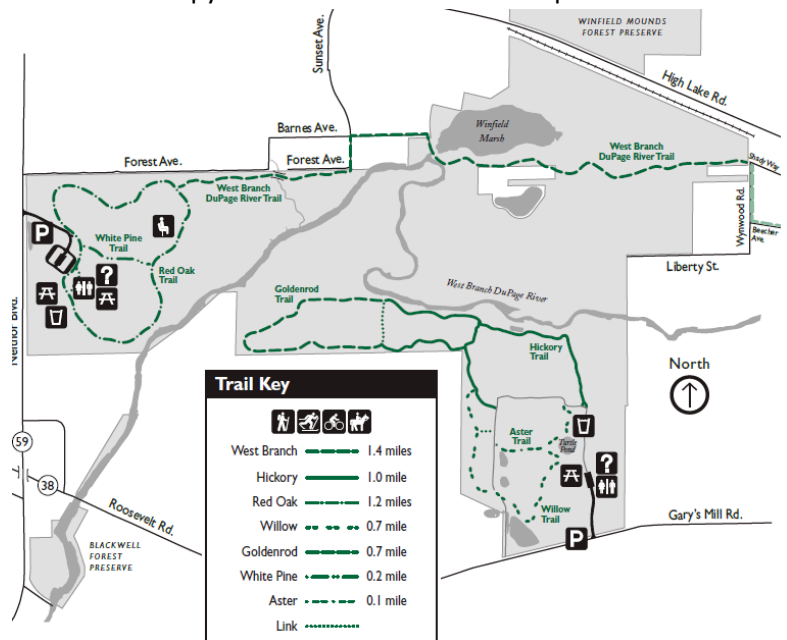 WINFIELD MOUNDS
FOREST PRESERVE
Sunset Ave.
High Lake Rd.
Winfield
Marsh
Barnes Ave.
Forest Ave.
Forest Ave.
West Branch
DuPage River Trail
Shady Way
West Branch
DuPage River Trail
Wynwood Rd.
Beecher
Ave.
P
White Pine
Trail
Red Oak
Trail
?
Liberty St.
West Branch DuPage River
Goldenrod
Trail
Hickory
Trail
North
Trail Key
West Branch 1.4 miles
Hickory 1.0 mile
Red Oak 1.2 miles
Willow 0.7 mile
Goldenrod 0.7 mile
White Pine 0.2 mile
Aster 0.1 mile
Link
Aster
Trail
Turtle
Pond
?
Willow
Trail
P
Gary's Mill Rd.
59
38
Roosevelt Rd.
BLACKWELL
FOREST
PRESERVE